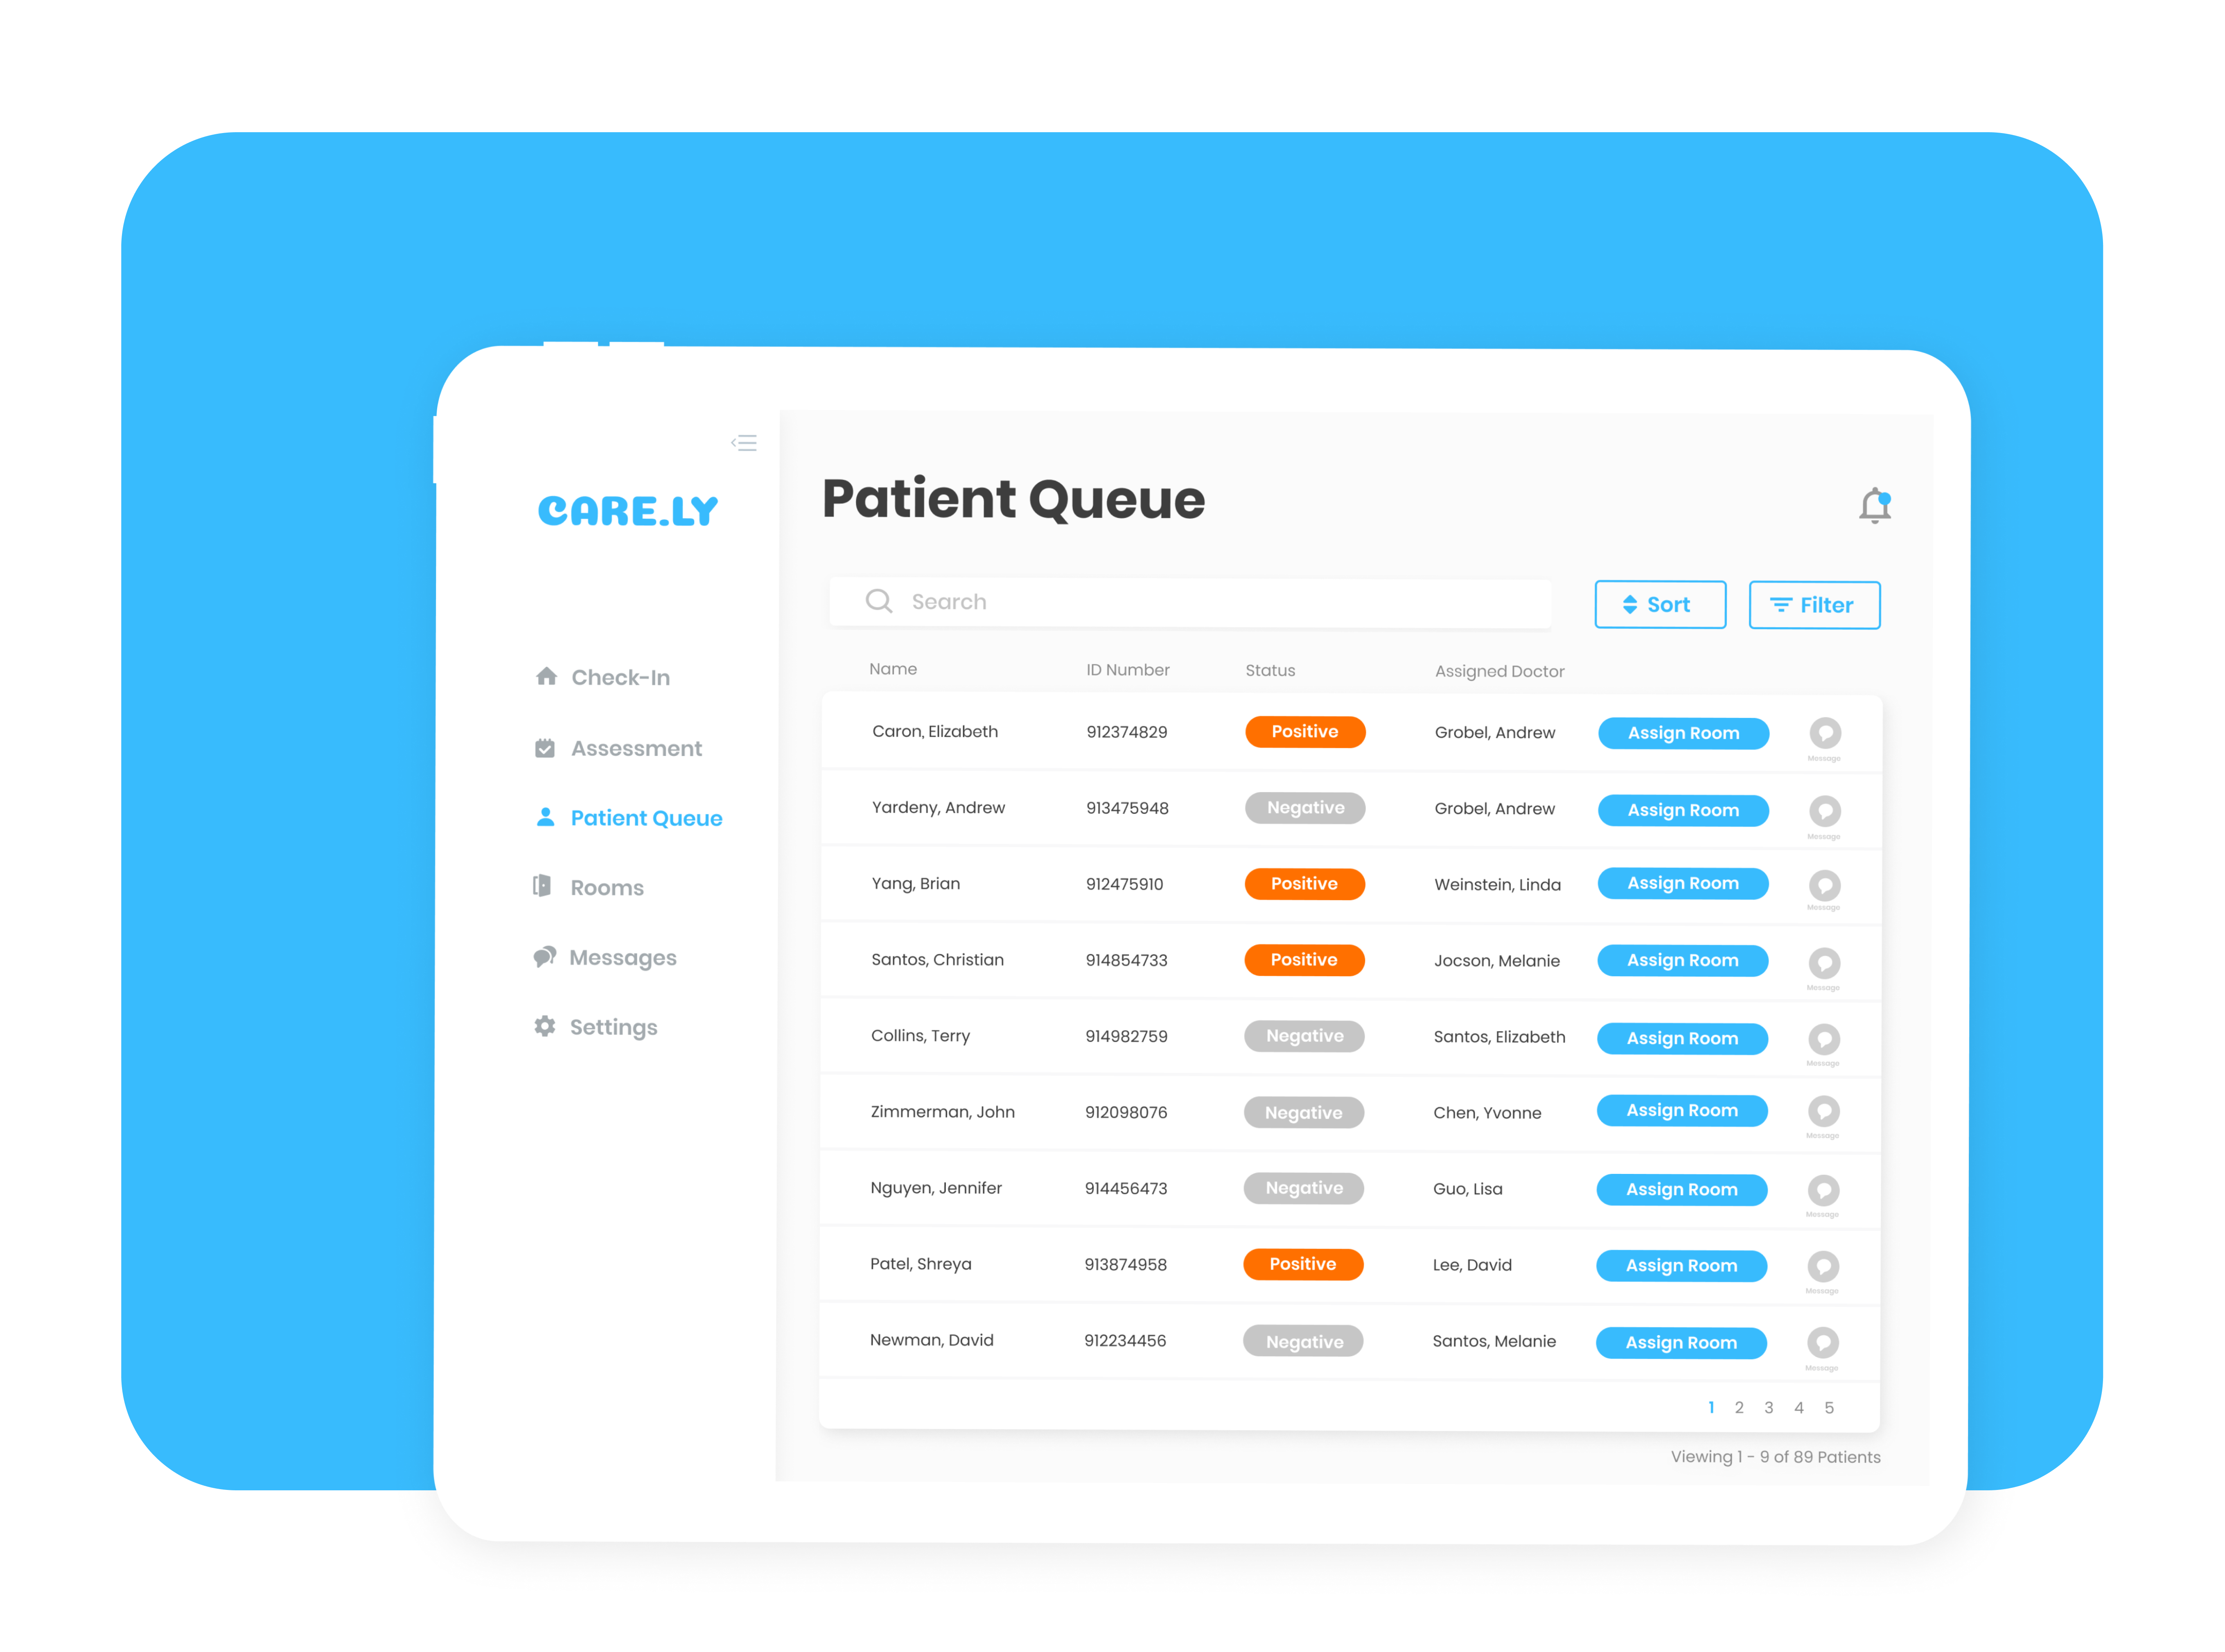 CARE.LY
Check-In
Assessment
Patient Queue
Rooms
Messages
Settings
Patient Queue
Search
Sort
Filter
Name ID Number Status Assigned Doctor
Caron, Elizabeth 912374829 Positive Grobel, Andrew Assign Room Message
Yardeny, Andrew 913475948 Negative Grobel, Andrew Assign Room Message
Yang, Brian 912475910 Positive Weinstein, Linda Assign Room Message
Santos, Christian 914854733 Positive Jocson, Melanie Assign Room Message
Collins, Terry 914982759 Negative Santos, Elizabeth Assign Room Message
Zimmerman, John 912098076 Negative Chen, Yvonne Assign Room Message
Nguyen, Jennifer 914456473 Negative Guo, Lisa Assign Room Message
Patel, Shreya 913874958 Positive Lee, David Assign Room Message
Newman, David 912234456 Negative Santos, Melanie Assign Room Message
1 2 3 4 5
Viewing 1 - 9 of 89 Patients